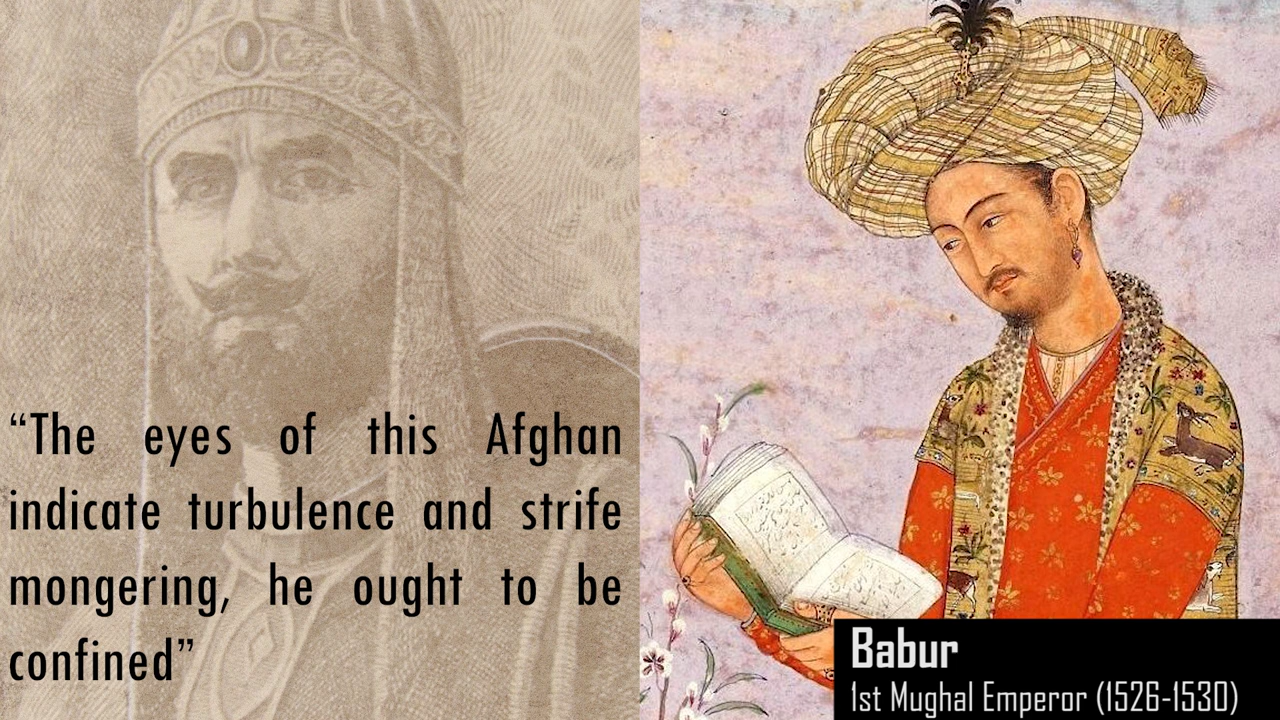 “The eyes of this Afghan
indicate turbulence and strife
mongering, he ought to be
confined”
Babur
1st Mughal Emperor (1526-1530)